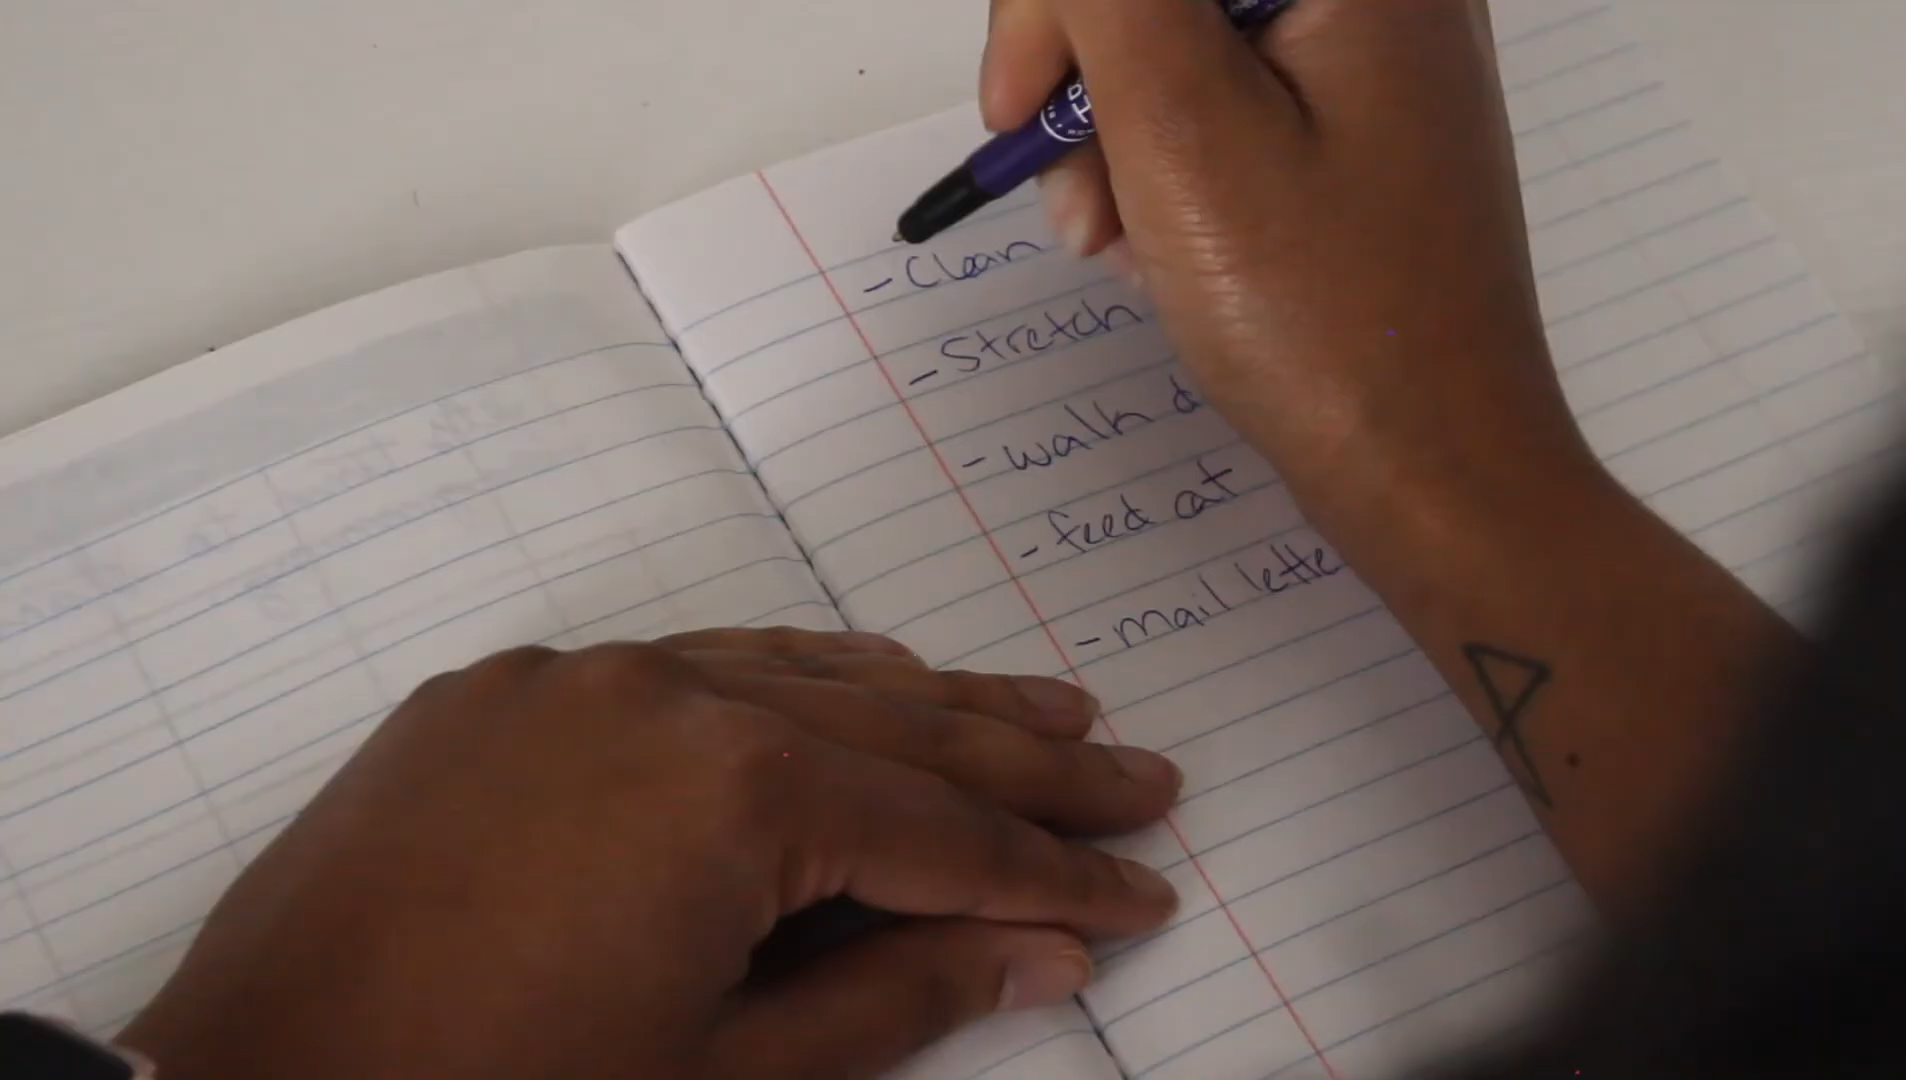 - Clean
- Stretch
- walk d
- feed cat
- mail lette